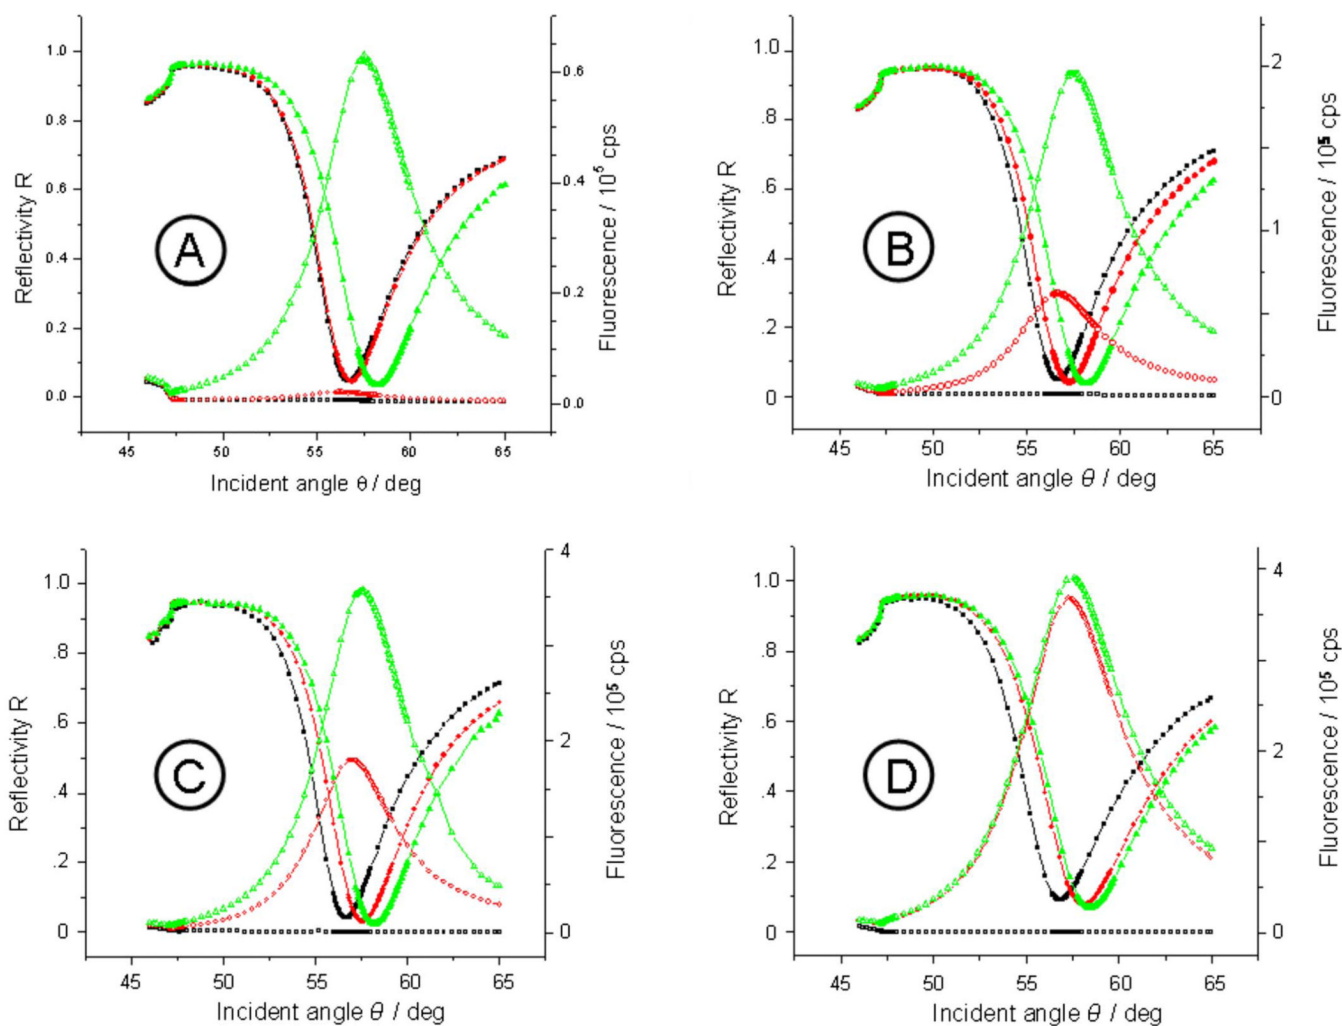 1.0
0.8
0.6
0.4
0.2
0.0
Reflectivity R
A
0.6
0.4
0.2
0.0
Fluorescence / 10⁵ cps
45 50 55 60 65
Incident angle θ / deg
1.0
.8
.6
.4
.2
0
Reflectivity R
B
2
1
0
Fluorescence / 10⁵ cps
45 50 55 60 65
Incident angle θ / deg
1.0
.8
.6
.4
.2
0
Reflectivity R
C
4
2
0
Fluorescence / 10⁵ cps
45 50 55 60 65
Incident angle θ / deg
1.0
.8
.6
.4
.2
0
Reflectivity R
D
4
2
0
Fluorescence / 10⁵ cps
45 50 55 60 65
Incident angle θ / deg